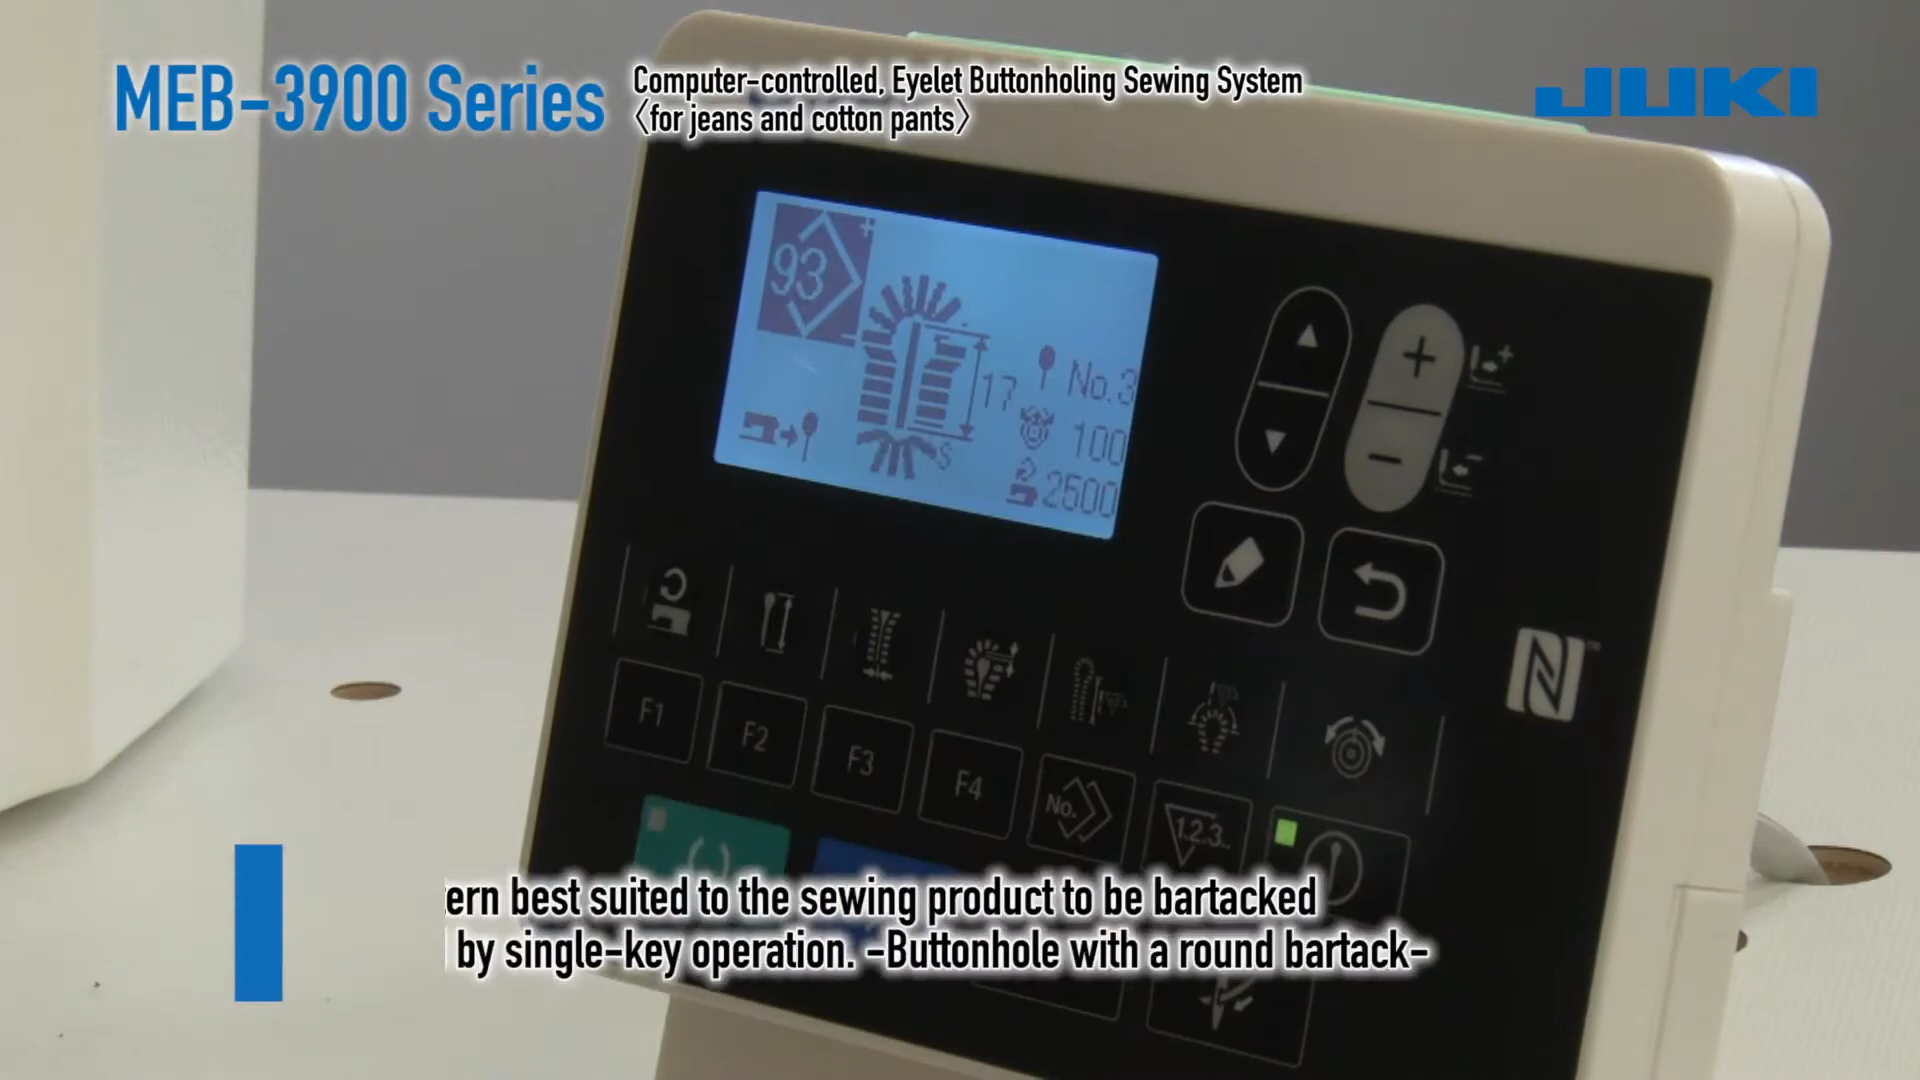 MEB-3900 Series
Computer-controlled, Eyelet Buttonholing Sewing System
〈for jeans and cotton pants〉
JUKI
93
17
No.3
100
S
2500
F1
F2
F3
F4
No.
1.2.3..
ern best suited to the sewing product to be bartacked
by single-key operation. -Buttonhole with a round bartack-